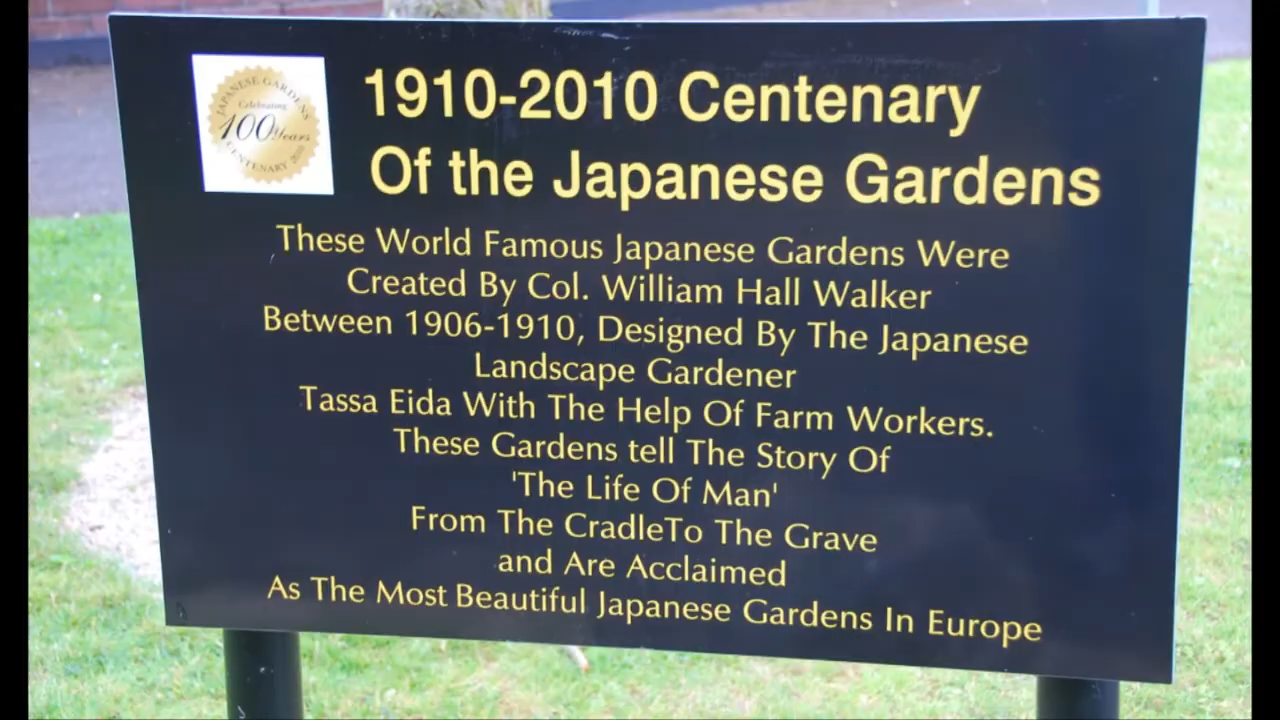 JAPANESE GARDENS
Celebrating
100 Years
CENTENARY 2010
1910-2010 Centenary
Of the Japanese Gardens
These World Famous Japanese Gardens Were
Created By Col. William Hall Walker
Between 1906-1910, Designed By The Japanese
Landscape Gardener
Tassa Eida With The Help Of Farm Workers.
These Gardens tell The Story Of
'The Life Of Man'
From The CradleTo The Grave
and Are Acclaimed
As The Most Beautiful Japanese Gardens In Europe